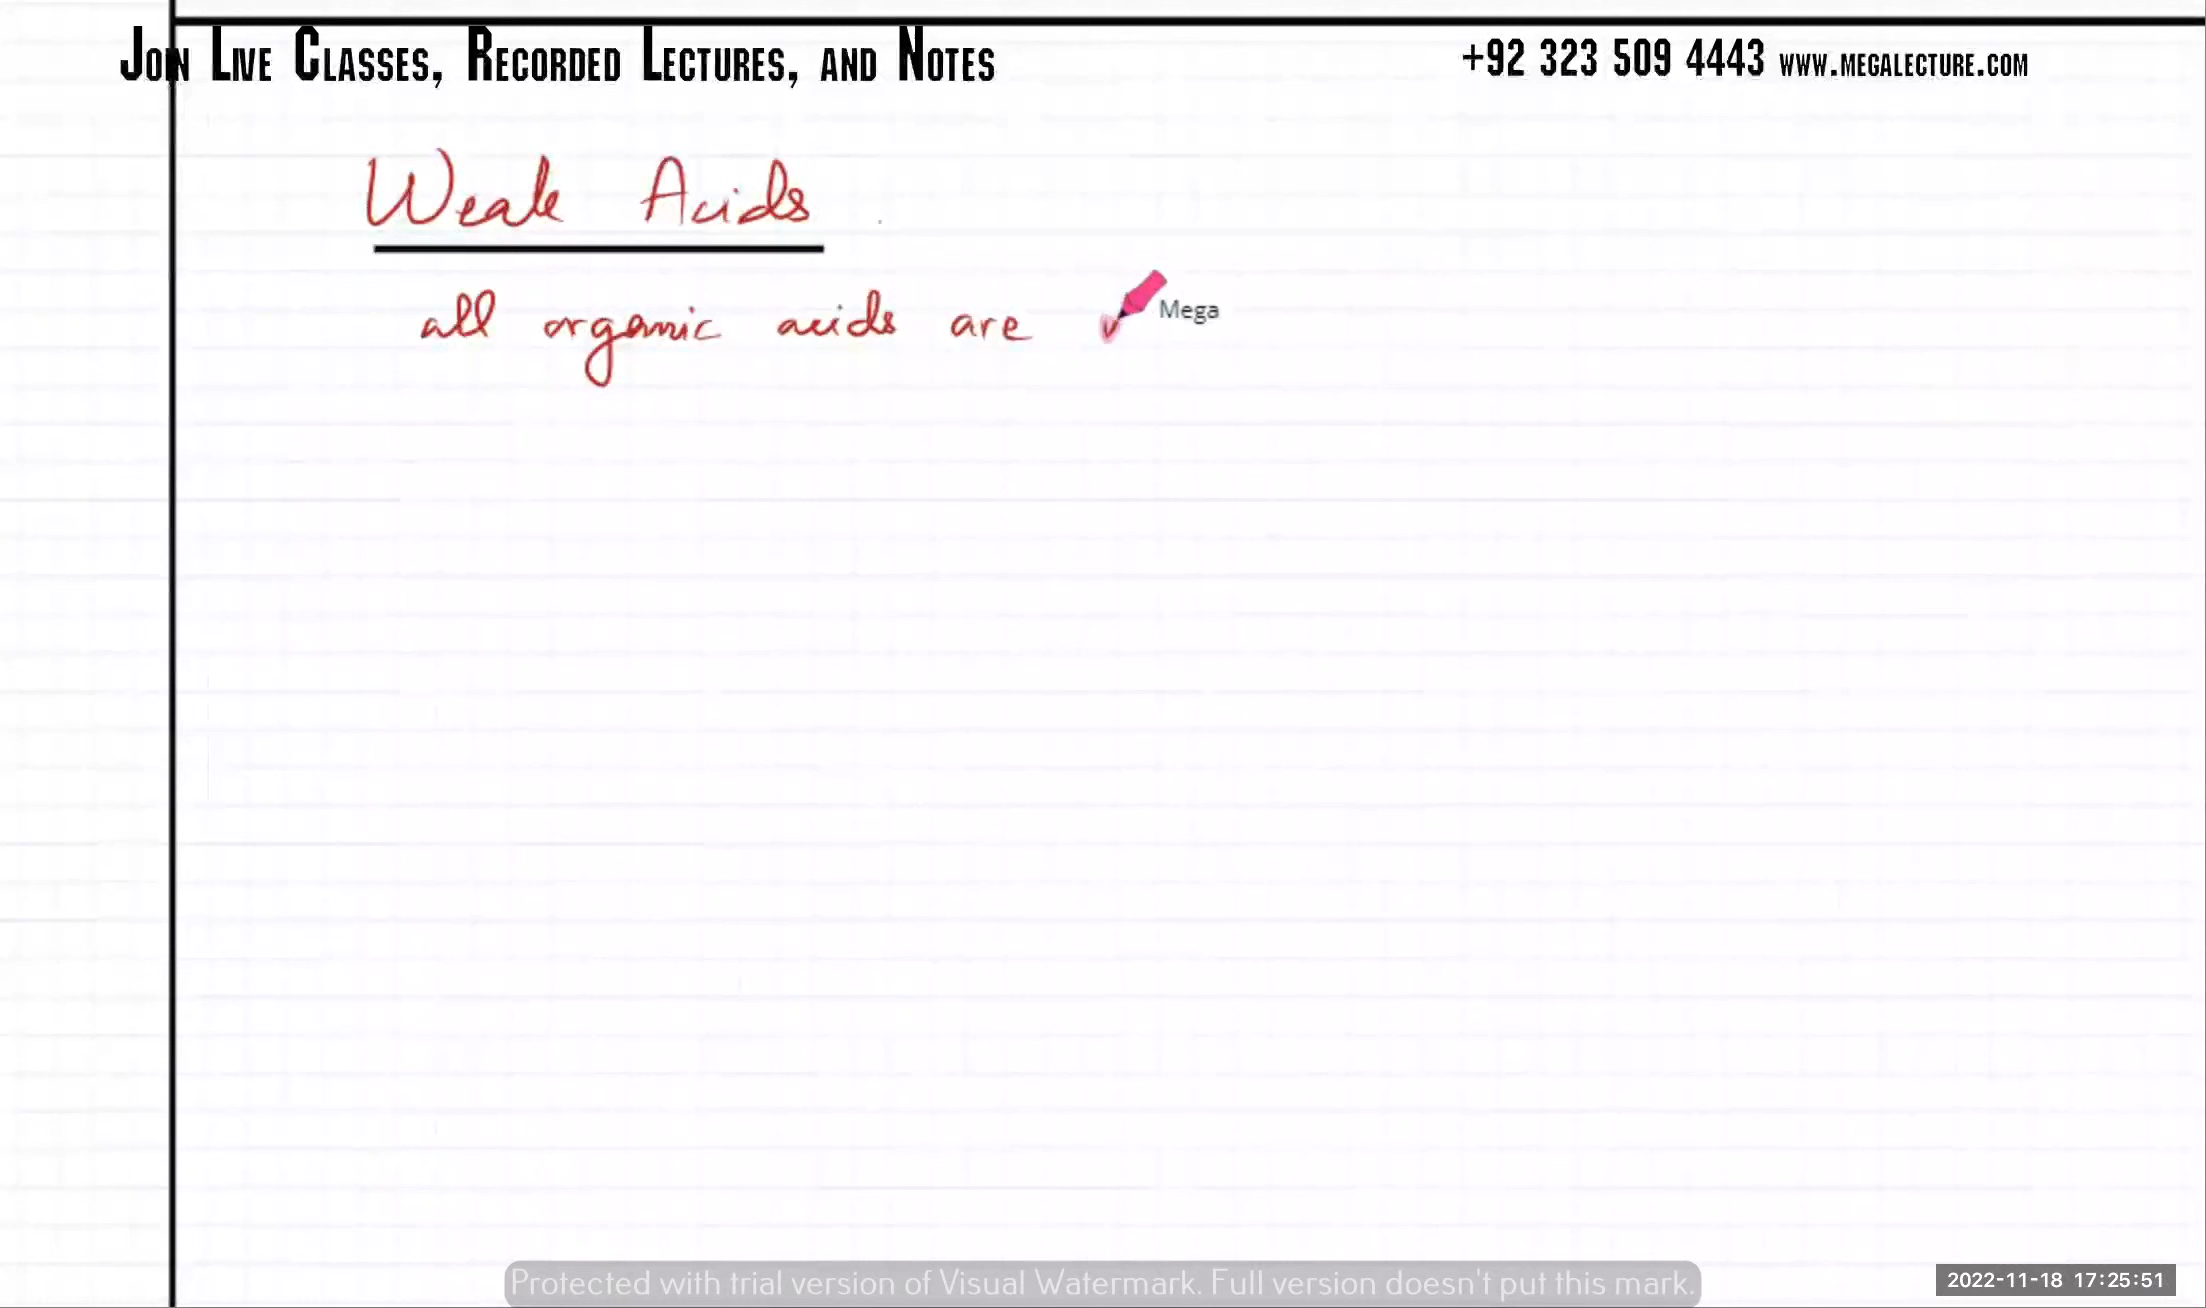 JOIN LIVE CLASSES, RECORDED LECTURES, AND NOTES
+92 323 509 4443 WWW.MEGALECTURE.COM
Weak Acids
all organic acids are
Mega
Protected with trial version of Visual Watermark. Full version doesn't put this mark.
2022-11-18 17:25:51